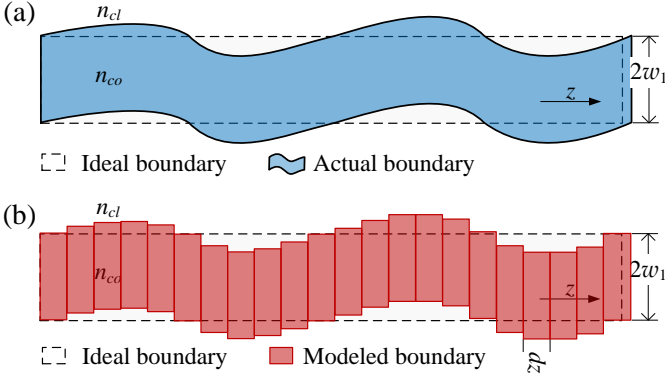 (a)
n_cl
n_co
z
2w_1
Ideal boundary
Actual boundary
(b)
n_cl
n_co
z
2w_1
dz
Ideal boundary
Modeled boundary